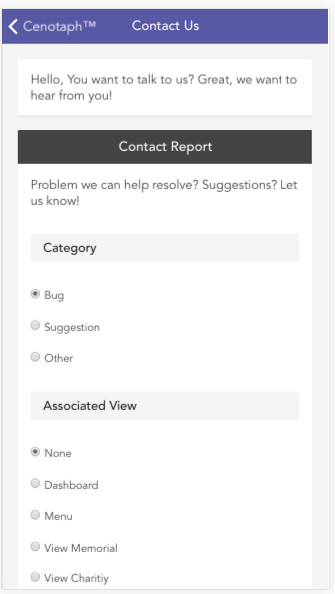 Cenotaph™ Contact Us
Hello, You want to talk to us? Great, we want to
hear from you!
Contact Report
Problem we can help resolve? Suggestions? Let
us know!
Category
Bug
Suggestion
Other
Associated View
None
Dashboard
Menu
View Memorial
View Charitiy